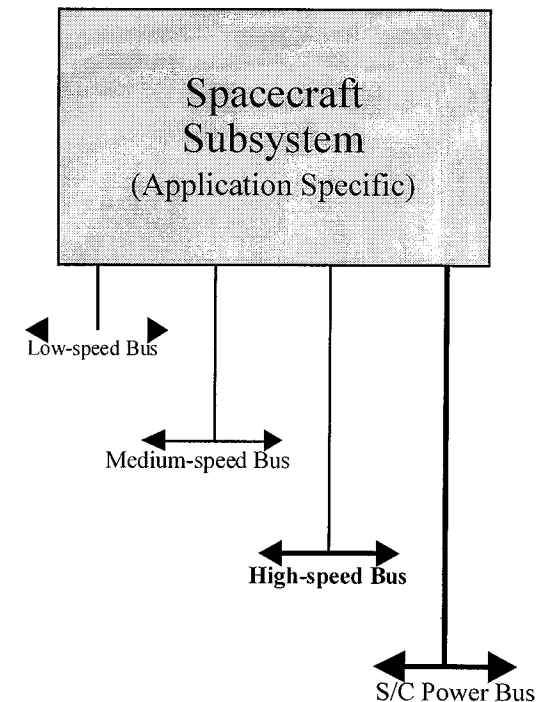 Spacecraft
Subsystem
(Application Specific)
Low-speed Bus
Medium-speed Bus
High-speed Bus
S/C Power Bus